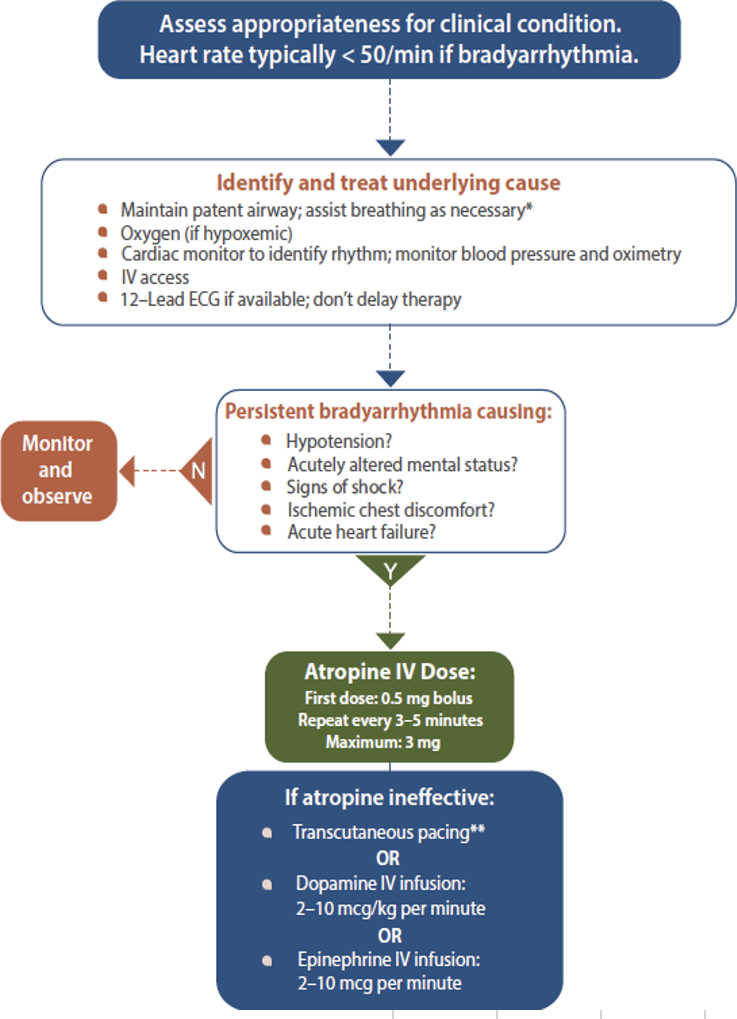 Assess appropriateness for clinical condition.
Heart rate typically < 50/min if bradyarrhythmia.
Identify and treat underlying cause
Maintain patent airway; assist breathing as necessary*
Oxygen (if hypoxemic)
Cardiac monitor to identify rhythm; monitor blood pressure and oximetry
IV access
12–Lead ECG if available; don't delay therapy
Persistent bradyarrhythmia causing:
Hypotension?
Acutely altered mental status?
Signs of shock?
Ischemic chest discomfort?
Acute heart failure?
N
Monitor
and
observe
Y
Atropine IV Dose:
First dose: 0.5 mg bolus
Repeat every 3–5 minutes
Maximum: 3 mg
If atropine ineffective:
Transcutaneous pacing**
OR
Dopamine IV infusion:
2–10 mcg/kg per minute
OR
Epinephrine IV infusion:
2–10 mcg per minute